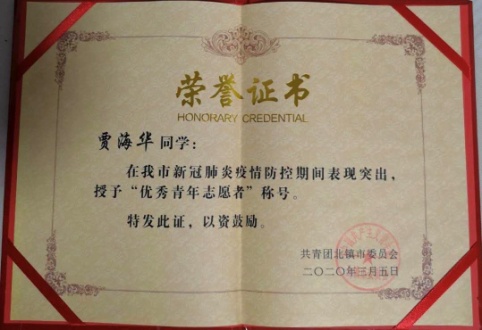 荣誉证书
HONORARY CREDENTIAL
贾海华同学：
在我市新冠肺炎疫情防控期间表现突出，
授予“优秀青年志愿者”称号。
特发此证，以资鼓励。
共青团北镇市委员会
二〇二〇年三月五日